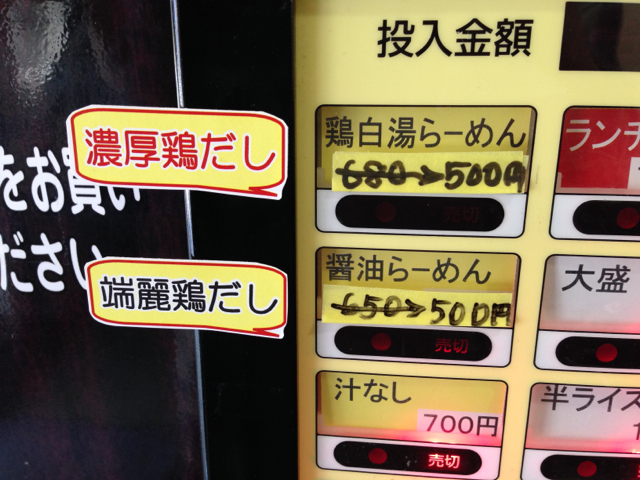 投入金額
濃厚鶏だし
鶏白湯らーめん
680→500円
売切
ランチ
をお買い
ださい
端麗鶏だし
醤油らーめん
650→500円
売切
大盛
汁なし
700円
売切
半ライス
売切